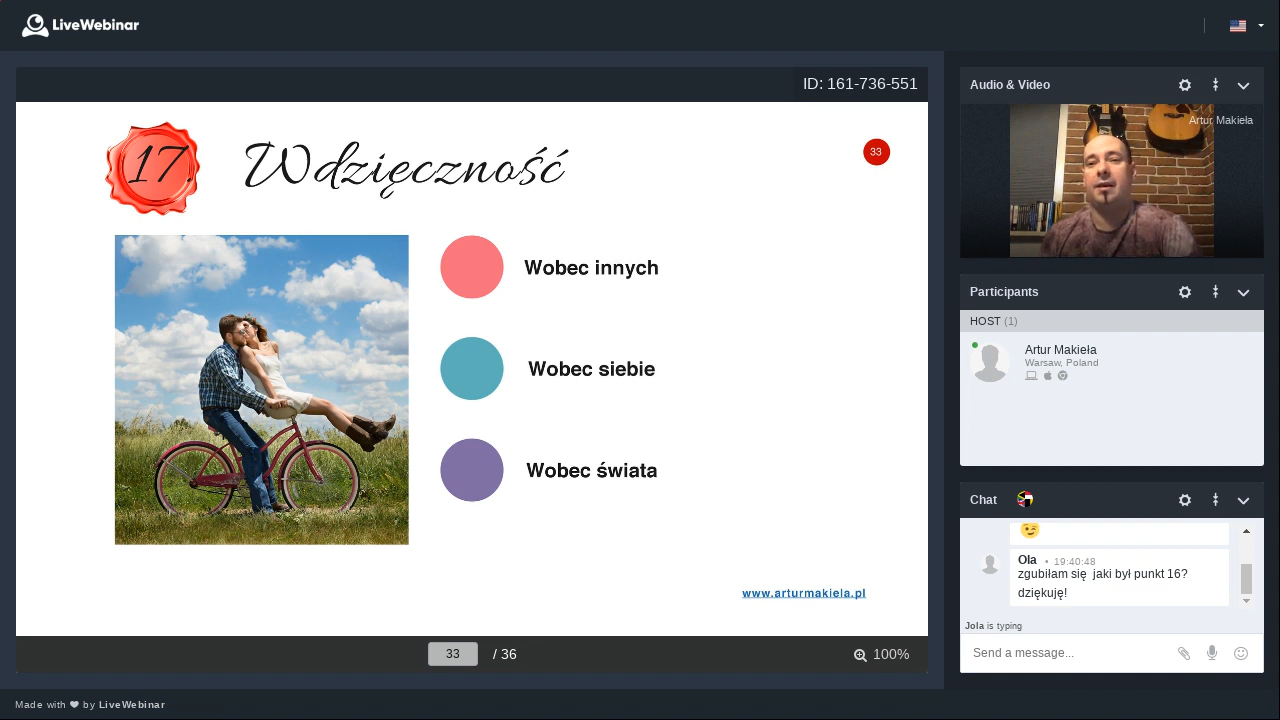 LiveWebinar
ID: 161-736-551
17. Wdzięczność
33
Wobec innych
Wobec siebie
Wobec świata
www.arturmakiela.pl
33 / 36
100%
Audio & Video
Artur Makieła
Participants
HOST (1)
Artur Makieła
Warsaw, Poland
Chat
Ola • 19:40:48
zgubiłam się jaki był punkt 16?
dziękuję!
Jola is typing
Send a message...
Made with ❤ by LiveWebinar